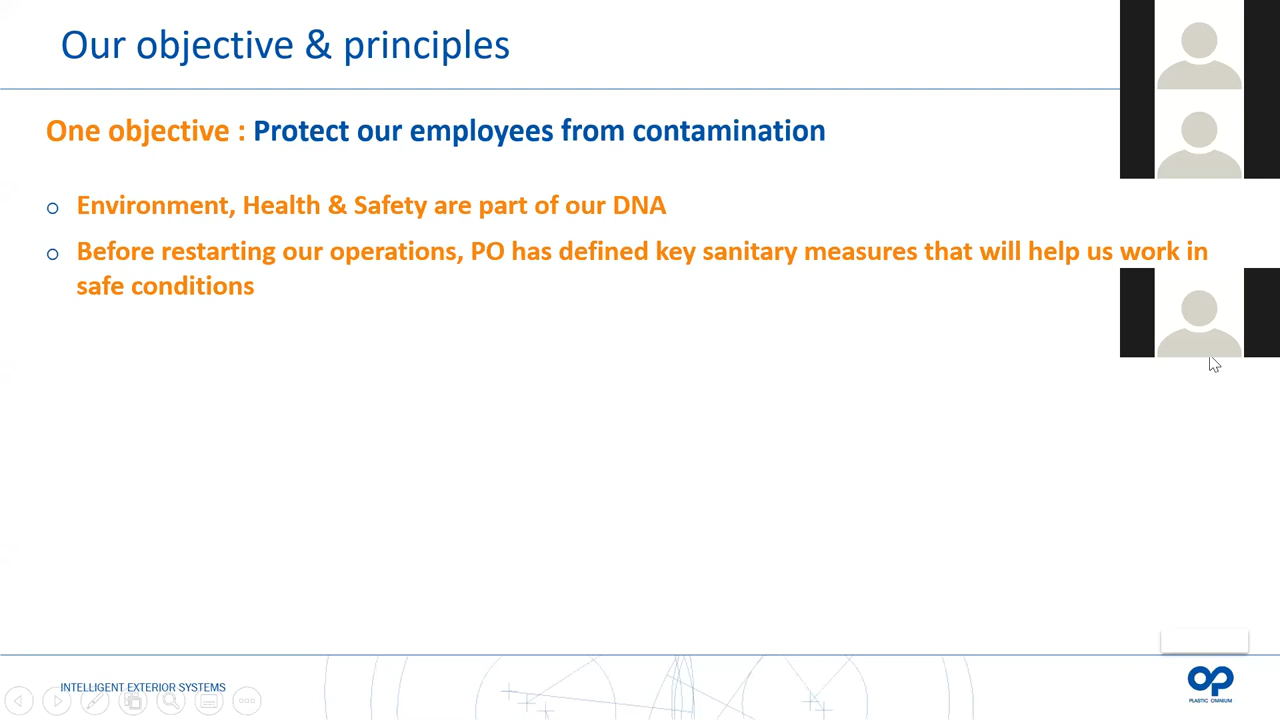 Our objective & principles
One objective : Protect our employees from contamination
Environment, Health & Safety are part of our DNA
Before restarting our operations, PO has defined key sanitary measures that will help us work in
safe conditions
INTELLIGENT EXTERIOR SYSTEMS
PLASTIC OMNIUM